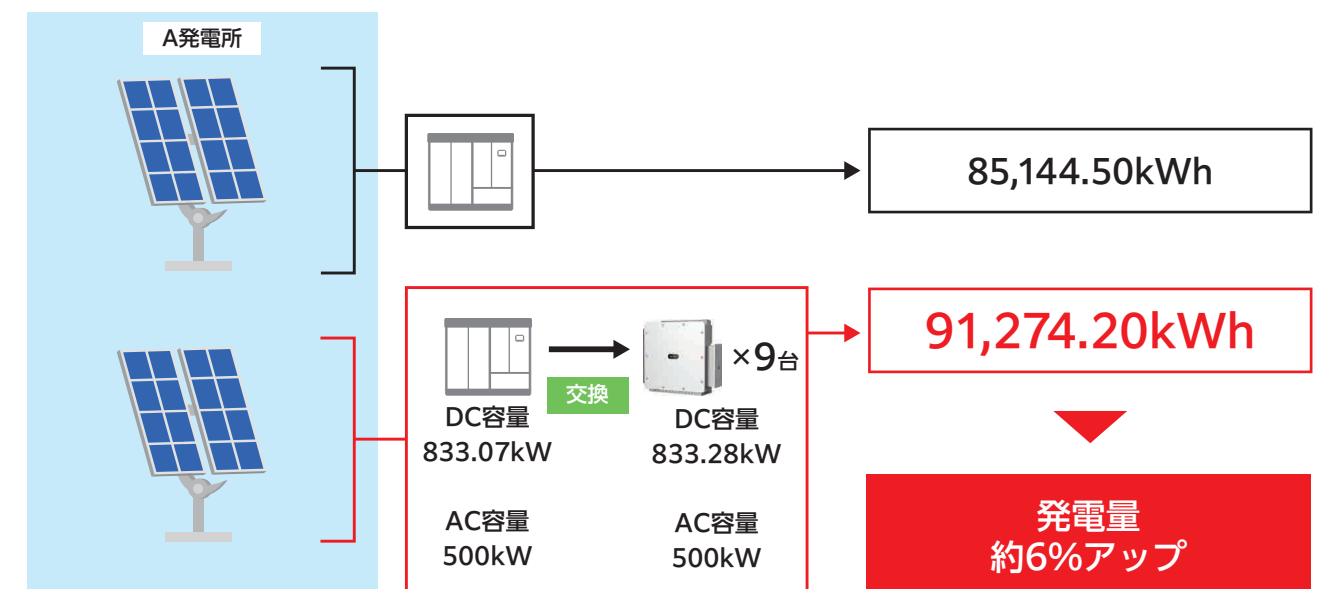 A発電所
85,144.50kWh
91,274.20kWh
×9台
交換
DC容量
833.07kW
DC容量
833.28kW
AC容量
500kW
AC容量
500kW
発電量
約6%アップ